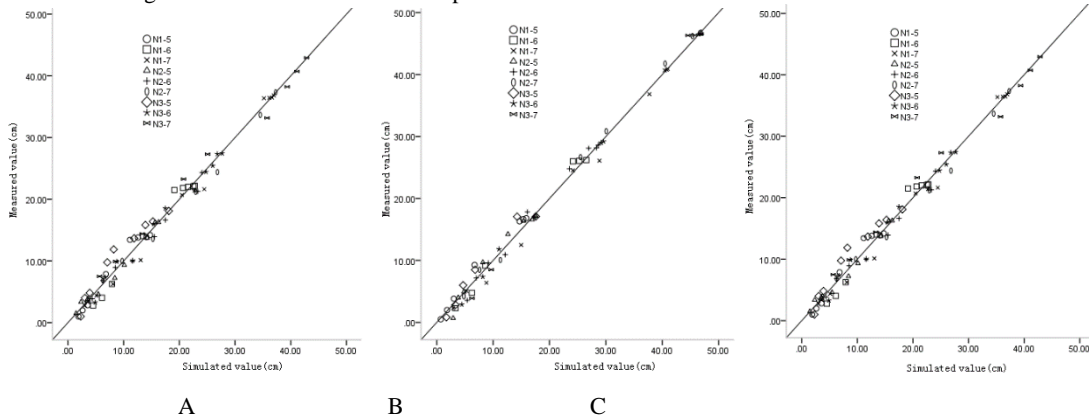 50.00
40.00
30.00
20.00
10.00
.00
Measured value(cm)
N1-5
N1-6
N1-7
N2-5
N2-6
N2-7
N3-5
N3-6
N3-7
.00 10.00 20.00 30.00 40.00 50.00
Simulated value(cm)
50.00
40.00
30.00
20.00
10.00
.00
Measured value(cm)
N1-5
N1-6
N1-7
N2-5
N2-6
N2-7
N3-5
N3-6
N3-7
.00 10.00 20.00 30.00 40.00 50.00
Simulated value(cm)
50.00
40.00
30.00
20.00
10.00
.00
Measured value(cm)
N1-5
N1-6
N1-7
N2-5
N2-6
N2-7
N3-5
N3-6
N3-7
.00 10.00 20.00 30.00 40.00 50.00
Simulated value(cm)
A B C